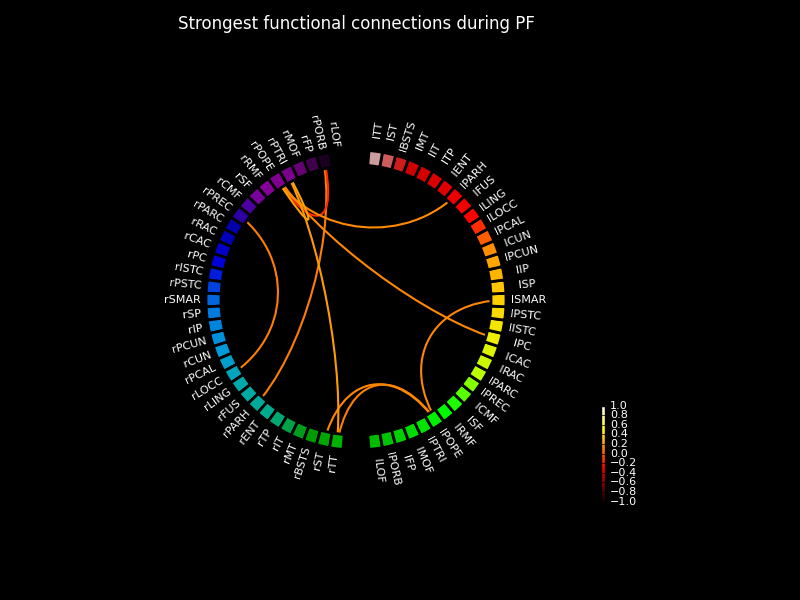 Strongest functional connections during PF
lTT
lST
lBSTS
lMT
lIT
lTP
lENT
lPARH
lFUS
lLING
lLOCC
lPCAL
lCUN
lPCUN
lIP
lSP
lSMAR
lPSTC
lISTC
lPC
lCAC
lRAC
lPARC
lPREC
lCMF
lSF
lRMF
lPOPE
lPTRI
lMOF
lFP
lPORB
lLOF
rTT
rST
rBSTS
rMT
rIT
rTP
rENT
rPARH
rFUS
rLING
rLOCC
rPCAL
rCUN
rPCUN
rIP
rSP
rSMAR
rPSTC
rISTC
rPC
rCAC
rRAC
rPARC
rPREC
rCMF
rSF
rRMF
rPOPE
rPTRI
rMOF
rFP
rPORB
rLOF
1.0
0.8
0.6
0.4
0.2
0.0
−0.2
−0.4
−0.6
−0.8
−1.0